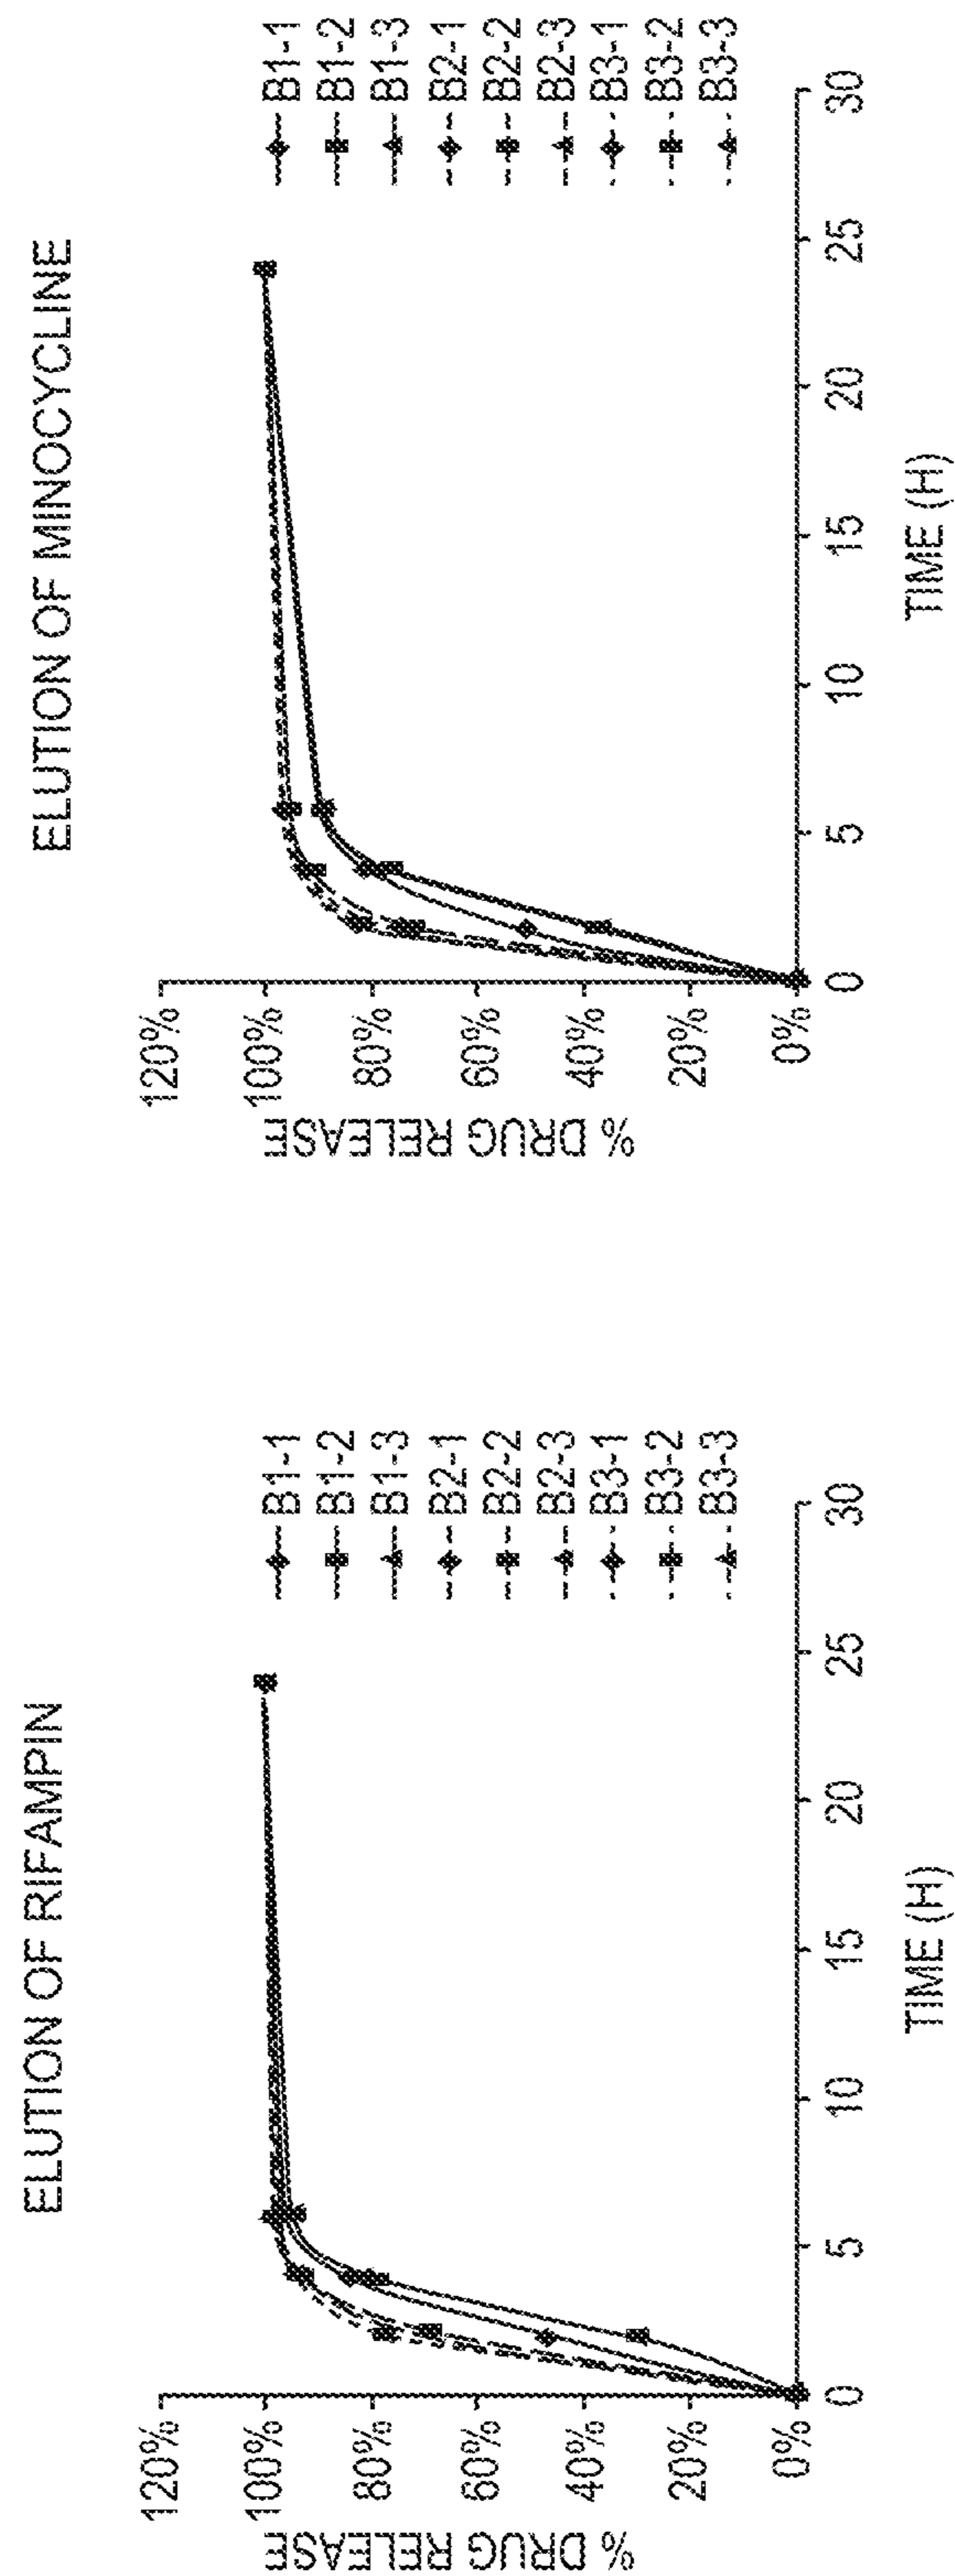 ELUTION OF RIFAMPIN
% DRUG RELEASE
120%
100%
80%
60%
40%
20%
0%
0
5
10
15
20
25
30
TIME (H)
B1-1
B1-2
B1-3
B2-1
B2-2
B2-3
B3-1
B3-2
B3-3
ELUTION OF MINOCYCLINE
% DRUG RELEASE
120%
100%
80%
60%
40%
20%
0%
0
5
10
15
20
25
30
TIME (H)
B1-1
B1-2
B1-3
B2-1
B2-2
B2-3
B3-1
B3-2
B3-3